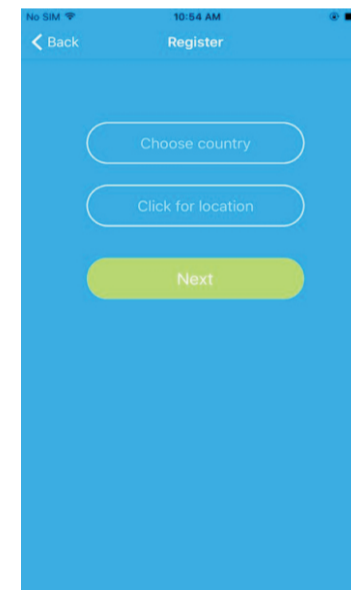 No SIM 10:54 AM
Back Register
Choose country
Click for location
Next